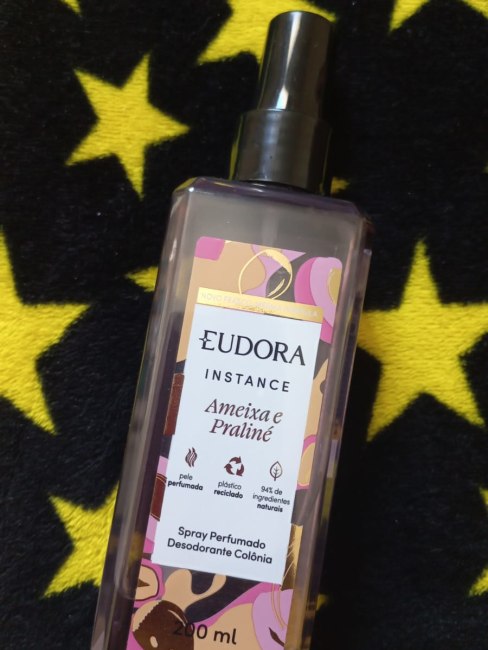 EUDORA
INSTANCE
Ameixa e
Praliné
pele
perfumada
plástico
reciclado
94% de
ingredientes
naturais
Spray Perfumado
Desodorante Colônia
200 ml